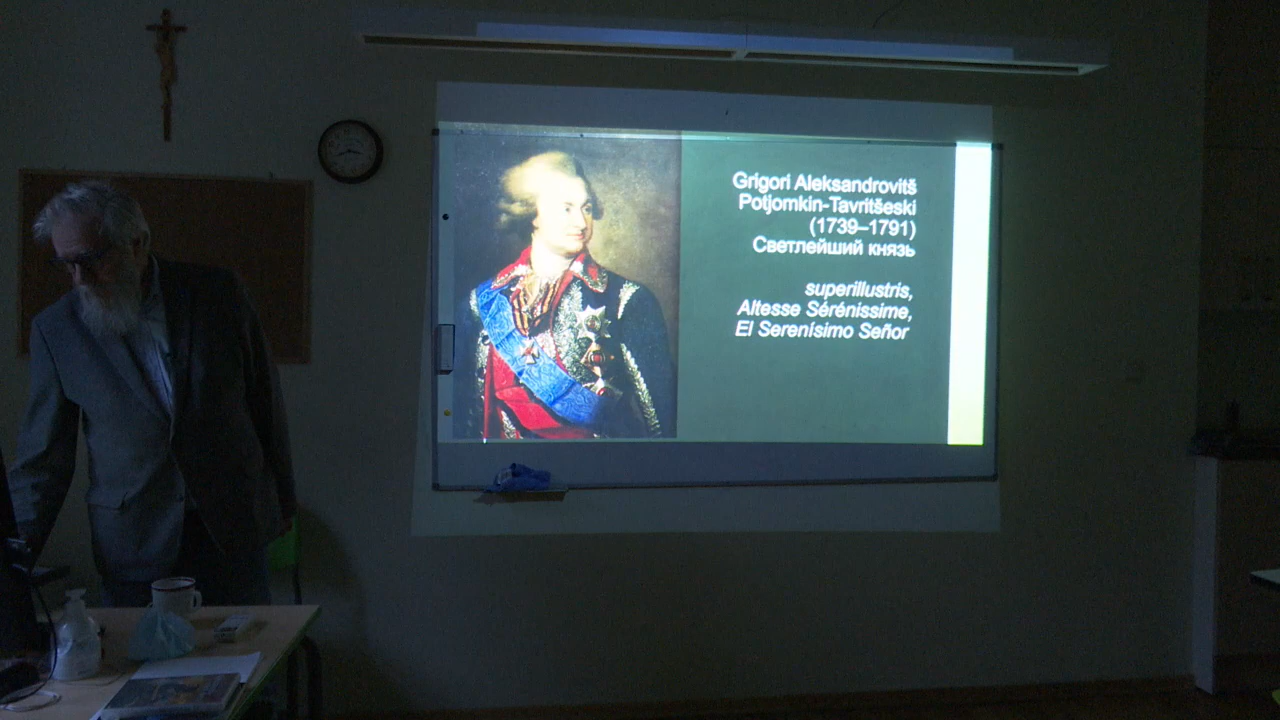 Grigori Aleksandrovitš
Potjomkin-Tavritšeski
(1739–1791)
Светлейший князь
superillustris,
Altesse Sérénissime,
El Serenísimo Señor